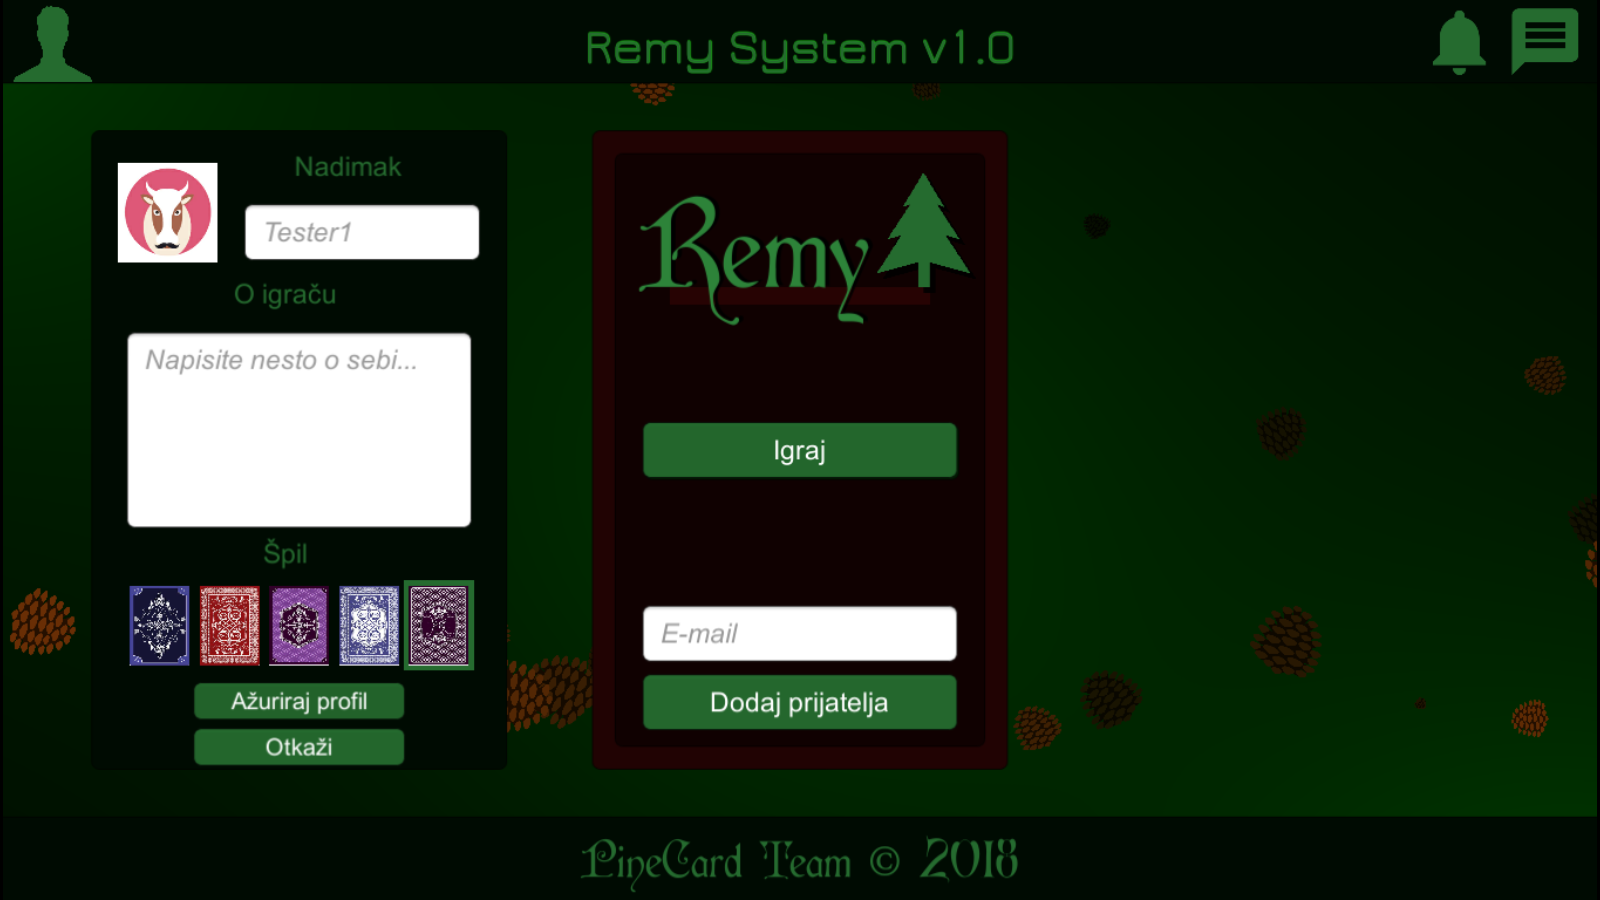 Remy System v1.0
Nadimak
Tester1
O igraču
Napisite nesto o sebi...
Špil
Ažuriraj profil
Otkaži
Remy
Igraj
E-mail
Dodaj prijatelja
PineCard Team © 2018